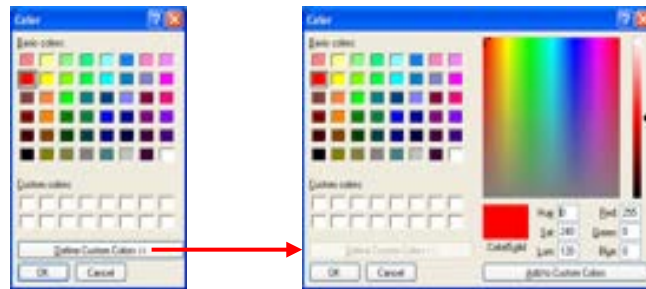 Color
Basic colors:
Custom colors:
Define Custom Colors >>
OK Cancel
Color
Basic colors:
Custom colors:
Define Custom Colors >>
OK Cancel
Color|Solid
Hue: 0 Red: 255
Sat: 240 Green: 0
Lum: 120 Blue: 0
Add to Custom Colors